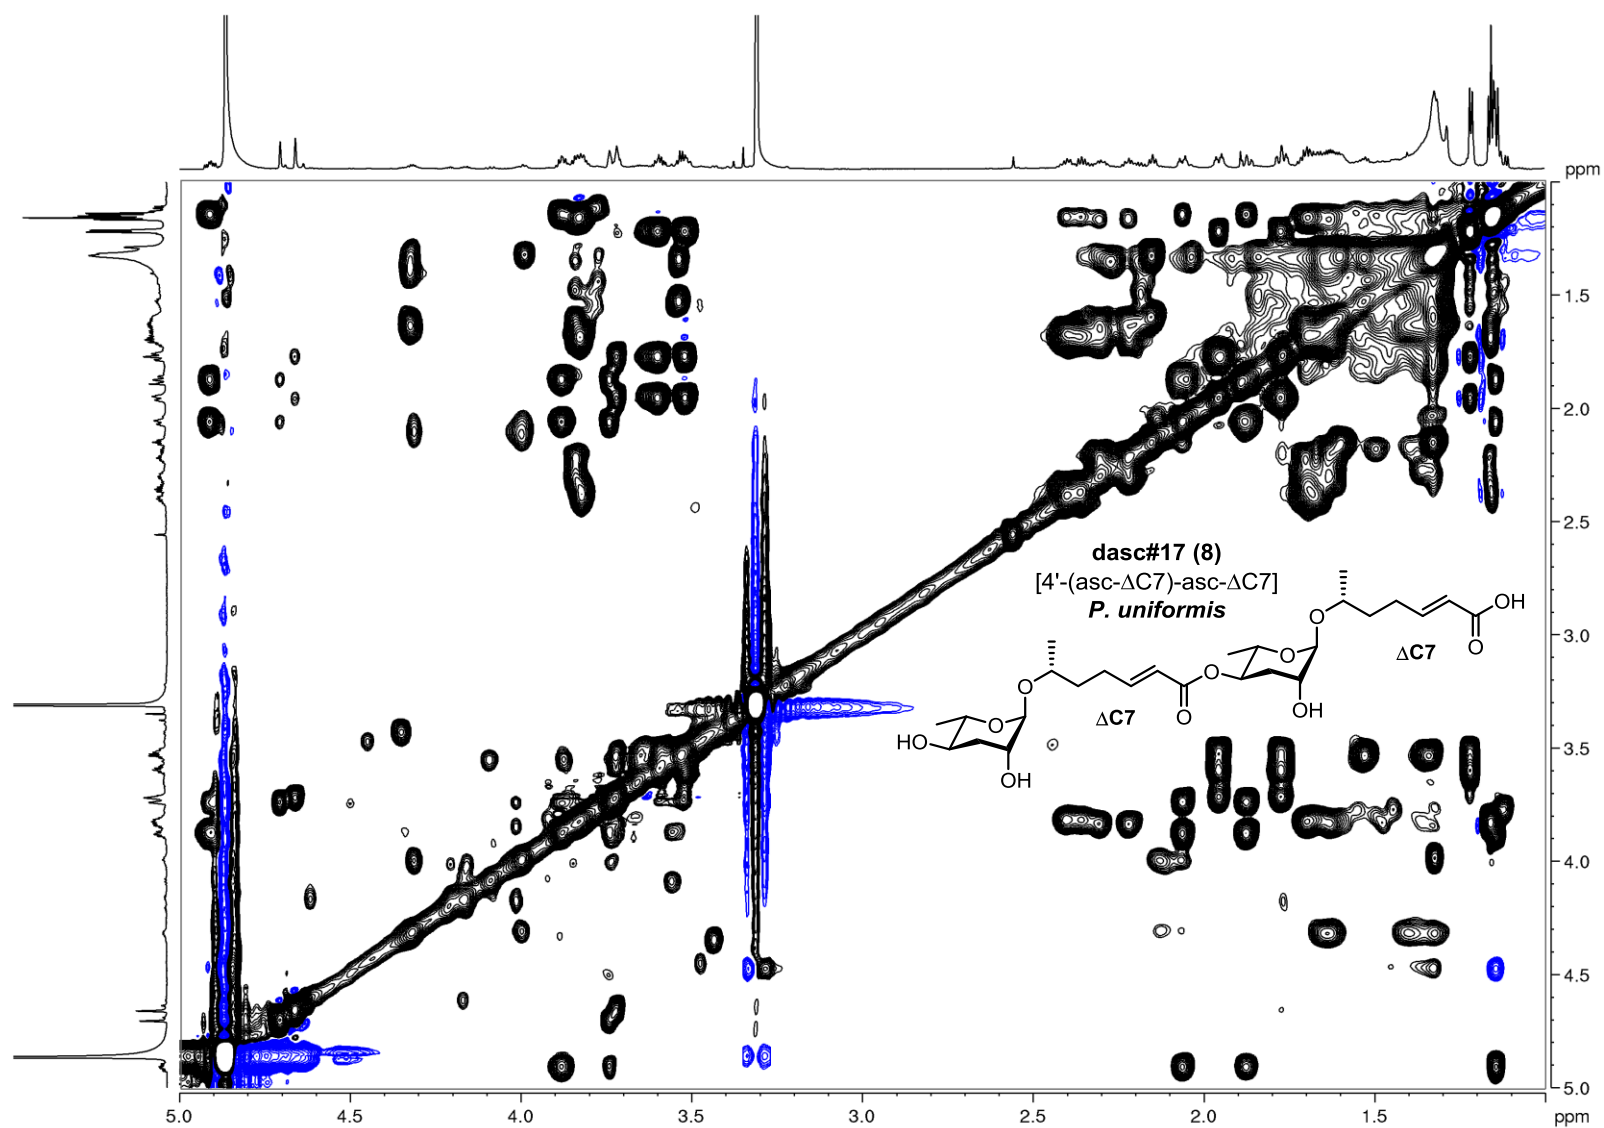 ppm
1.5
2.0
2.5
3.0
3.5
4.0
4.5
5.0
dasc#17 (8)
[4'-(asc-ΔC7)-asc-ΔC7]
P. uniformis
O
OH
O
O
ΔC7
O
O
O
OH
ΔC7
O
HO
OH
5.0 4.5 4.0 3.5 3.0 2.5 2.0 1.5 ppm